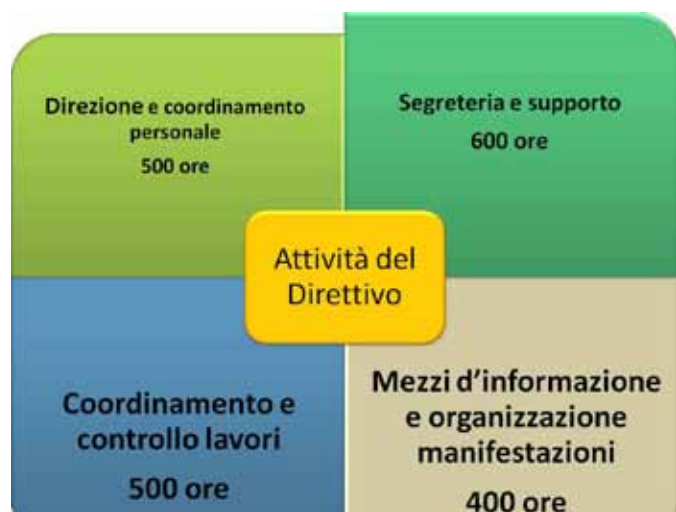 Direzione e coordinamento
personale
500 ore
Segreteria e supporto
600 ore
Attività del
Direttivo
Coordinamento e
controllo lavori
500 ore
Mezzi d'informazione
e organizzazione
manifestazioni
400 ore